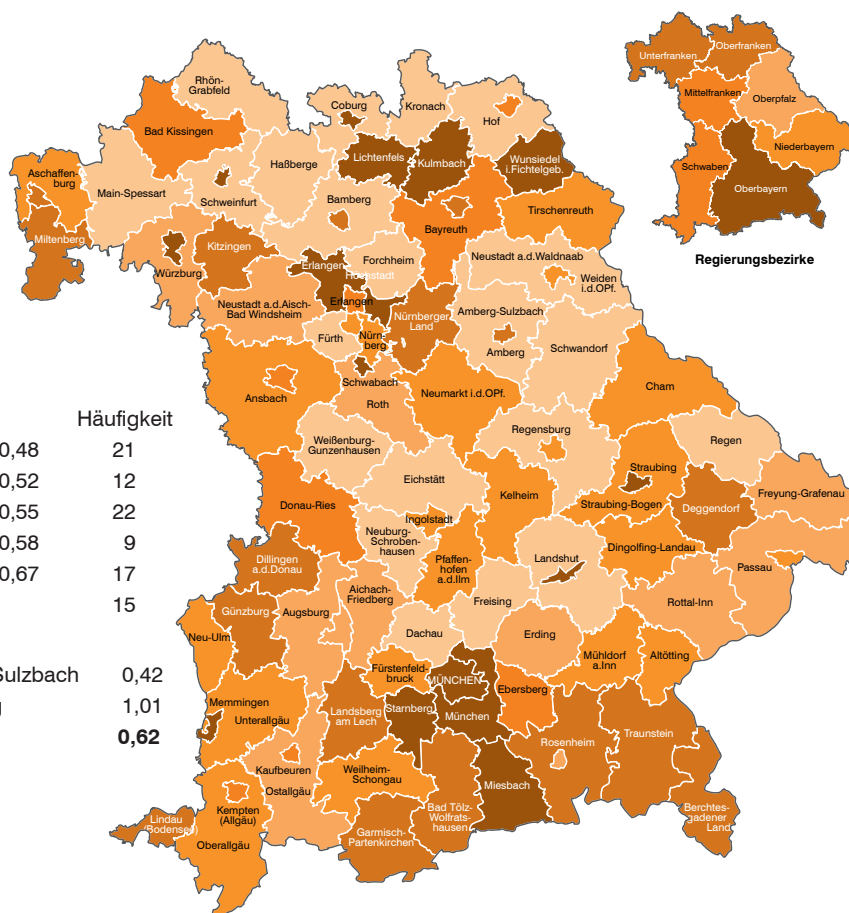 Unterfranken
Oberfranken
Mittelfranken
Oberpfalz
Niederbayern
Schwaben
Oberbayern
Regierungsbezirke
Rhön-
Grabfeld
Bad Kissingen
Coburg
Kronach
Hof
Lichtenfels
Kulmbach
Wunsiedel
i.Fichtelgeb.
Haßberge
Aschaffen-
burg
Main-Spessart
Schweinfurt
Bamberg
Bayreuth
Tirschenreuth
Miltenberg
Würzburg
Kitzingen
Erlangen
Höchstadt
Forchheim
Neustadt a.d.Waldnaab
Weiden
i.d.OPf.
Neustadt a.d.Aisch-
Bad Windsheim
Erlangen
Nürnberger
Land
Amberg-Sulzbach
Amberg
Fürth
Nürn-
berg
Schwandorf
Ansbach
Schwabach
Roth
Neumarkt i.d.OPf.
Cham
Weißenburg-
Gunzenhausen
Regensburg
Regen
Eichstätt
Straubing
Straubing-Bogen
Freyung-Grafenau
Deggendorf
Donau-Ries
Ingolstadt
Kelheim
Neuburg-
Schroben-
hausen
Pfaffen-
hofen
a.d.Ilm
Landshut
Dingolfing-Landau
Passau
Dillingen
a.d.Donau
Aichach-
Friedberg
Günzburg
Augsburg
Freising
Rottal-Inn
Neu-Ulm
Dachau
Erding
Mühldorf
a.Inn
Altötting
Fürstenfeld-
bruck
MÜNCHEN
Ebersberg
Memmingen
Unterallgäu
Landsberg
am Lech
Starnberg
München
Rosenheim
Traunstein
Kaufbeuren
Ostallgäu
Weilheim-
Schongau
Miesbach
Bad Tölz-
Wolfrats-
hausen
Berchtes-
gadener
Land
Kempten
(Allgäu)
Lindau
(Bodensee)
Oberallgäu
Garmisch-
Partenkirchen
Häufigkeit
0,48 21
0,52 12
0,55 22
0,58 9
0,67 17
15
Sulzbach 0,42
g 1,01
0,62